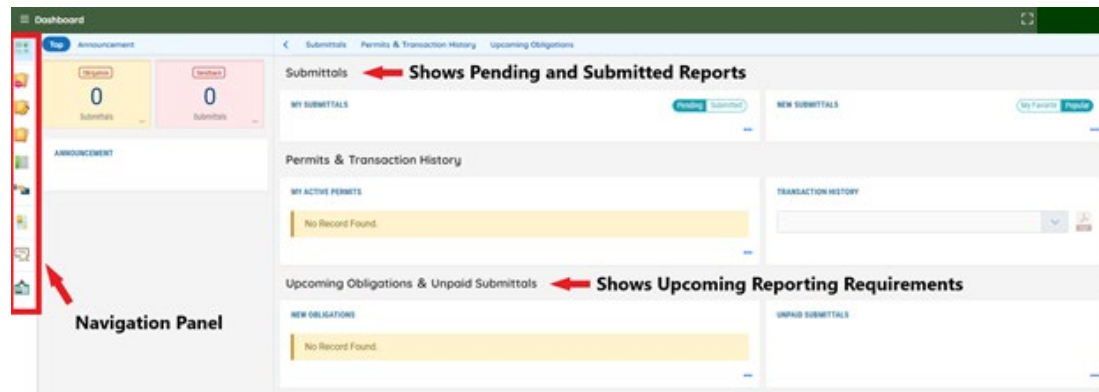 Dashboard
Top Announcement
Submittals Permits & Transaction History Upcoming Obligations
0
Submittals
0
Submittals
ANNOUNCEMENT
Navigation Panel
Submittals
Shows Pending and Submitted Reports
MY SUBMITTALS
Pending Submitted
NEW SUBMITTALS
My Favorite Popular
Permits & Transaction History
MY ACTIVE PERMITS
No Record Found.
TRANSACTION HISTORY
Upcoming Obligations & Unpaid Submittals
Shows Upcoming Reporting Requirements
NEW OBLIGATIONS
No Record Found.
UNPAID SUBMITTALS